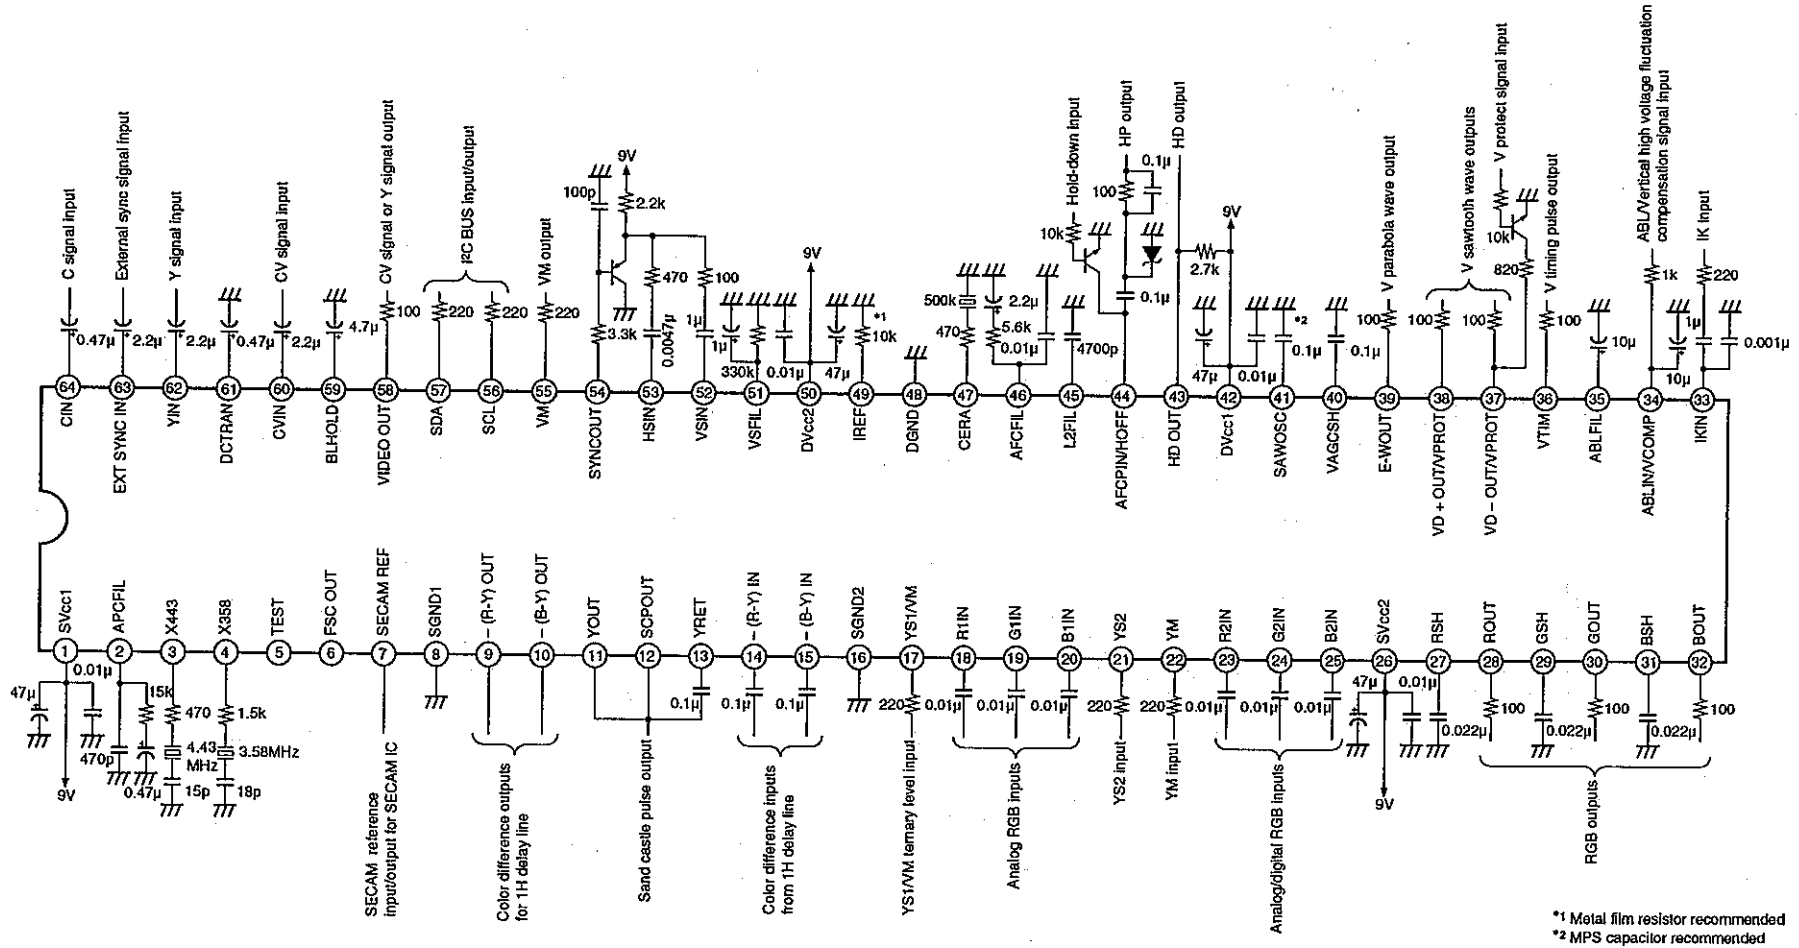 C signal input
External sync signal input
Y signal input
CV signal input
CV signal or Y signal output
I2C BUS input/output
VM output
9V
100p
2.2k
470
100
3.3k
0.0047µ
1µ
0.47µ
2.2µ
2.2µ
0.47µ
2.2µ
4.7µ
100
220
220
220
1µ
330k
0.01µ
9V
47µ
*1
10k
500k
470
2.2µ
5.6k
0.01µ
4700p
Hold-down input
10k
HP output
0.1µ
100
0.1µ
HD output
2.7k
9V
47µ
0.01µ
*2
0.1µ
0.1µ
V parabola wave output
100
V sawtooth wave outputs
100
100
V protect signal input
10k
820
V timing pulse output
100
10µ
ABL/Vertical high voltage fluctuation
compensation signal input
1k
1µ
10µ
IK input
220
0.001µ
64 63 62 61 60 59 58 57 56 55 54 53 52 51 50 49 48 47 46 45 44 43 42 41 40 39 38 37 36 35 34 33
CIN
EXT SYNC IN
YIN
DCTRAN
CVIN
BLHOLD
VIDEO OUT
SDA
SCL
VM
SYNCOUT
HSIN
VSIN
VSFIL
DVcc2
IREF
DGND
CERA
AFCFIL
L2FIL
AFCPIN/HOFF
HD OUT
DVcc1
SAWOSC
VAGCSH
E-WOUT
VD + OUT/VPROT
VD – OUT/VPROT
VTIM
ABLFIL
ABLIN/VCOMP
IKIN
SVcc1
APCFIL
X443
X358
TEST
FSC OUT
SECAM REF
SGND1
– (R-Y) OUT
– (B-Y) OUT
YOUT
SCPOUT
YRET
– (R-Y) IN
– (B-Y) IN
SGND2
YS1/VM
R1IN
G1IN
B1IN
YS2
YM
R2IN
G2IN
B2IN
SVcc2
RSH
ROUT
GSH
GOUT
BSH
BOUT
1 2 3 4 5 6 7 8 9 10 11 12 13 14 15 16 17 18 19 20 21 22 23 24 25 26 27 28 29 30 31 32
47µ
0.01µ
9V
470p
15k
0.47µ
470
4.43
MHz
15p
1.5k
3.58MHz
18p
SECAM reference
input/output for SECAM IC
Color difference outputs
for 1H delay line
Sand castle pulse output
0.1µ
0.1µ
0.1µ
Color difference inputs
from 1H delay line
220
YS1/VM ternary level input
0.01µ
0.01µ
0.01µ
Analog RGB inputs
220
YS2 input
220
YM input
0.01µ
0.01µ
0.01µ
Analog/digital RGB inputs
47µ
0.01µ
9V
0.022µ
100
0.022µ
100
0.022µ
100
RGB outputs
*1 Metal film resistor recommended
*2 MPS capacitor recommended